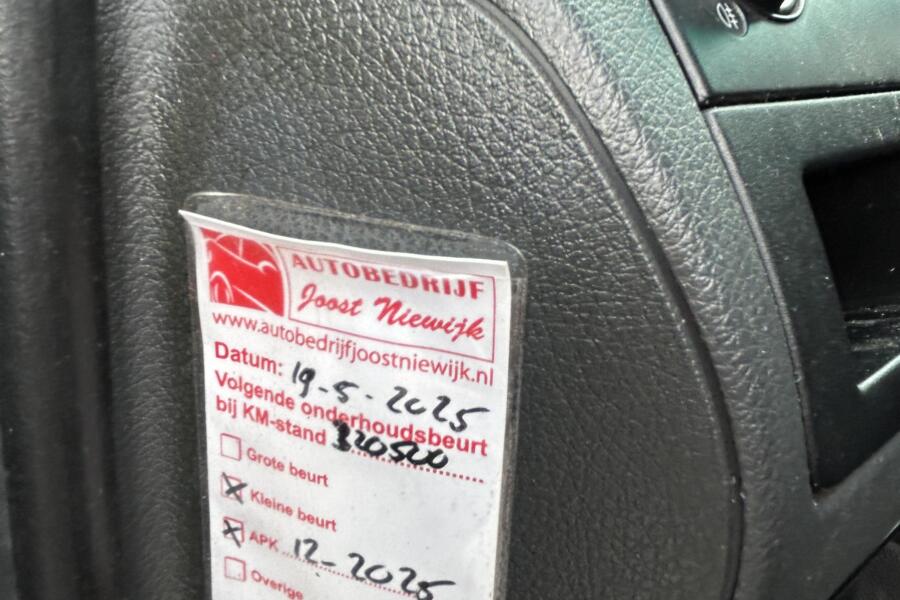 AUTOBEDRIJF
Joost Niewijk
www.autobedrijfjoostniewijk.nl
Datum: 19-5-2025
Volgende onderhoudsbeurt
bij KM-stand 320500
Grote beurt
Kleine beurt
APK 12-2025
Overige